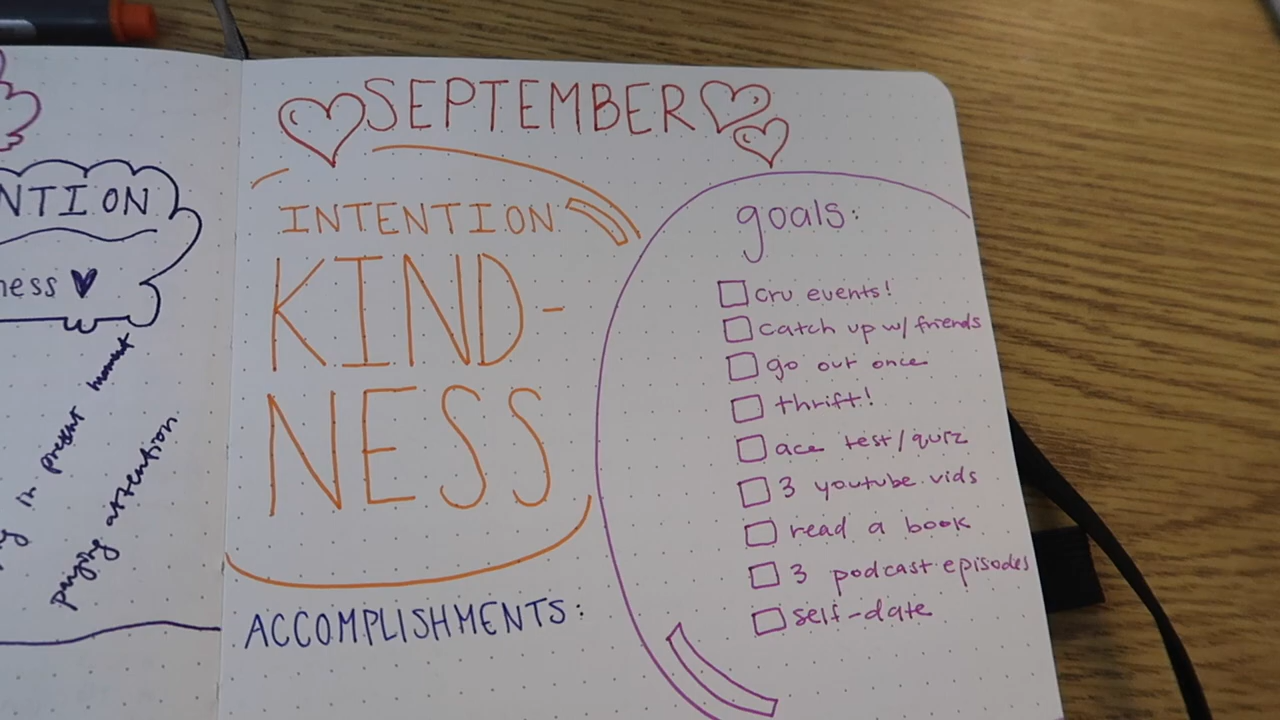 NTION
ness
in present moment
paying attention
SEPTEMBER
INTENTION
KIND-
NESS
ACCOMPLISHMENTS:
goals:
cru events!
catch up w/ friends
go out once
thrift!
ace test/quiz
3 youtube vids
read a book
3 podcast episodes
self-date